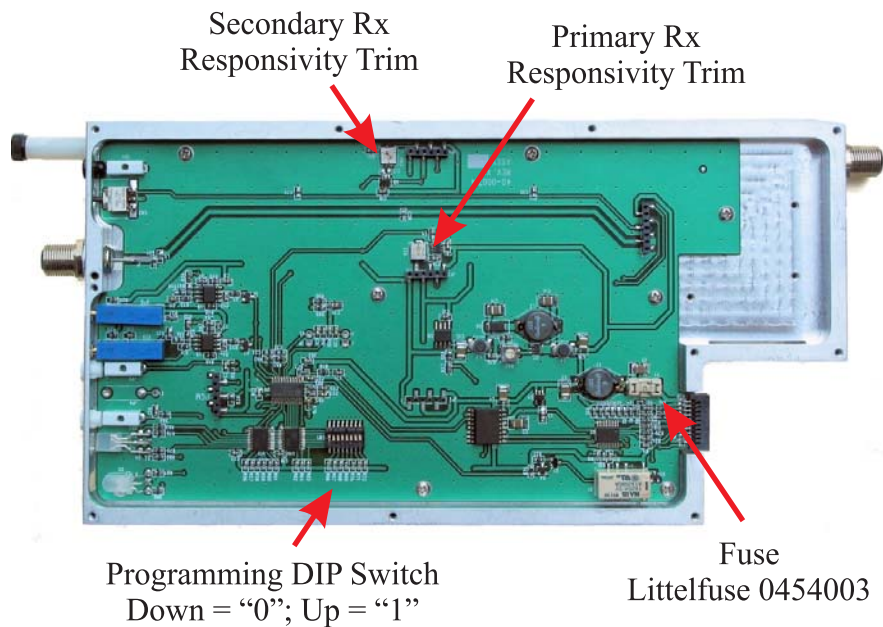 Secondary Rx
Responsivity Trim
Primary Rx
Responsivity Trim
Programming DIP Switch
Down = “0”; Up = “1”
Fuse
Littelfuse 0454003